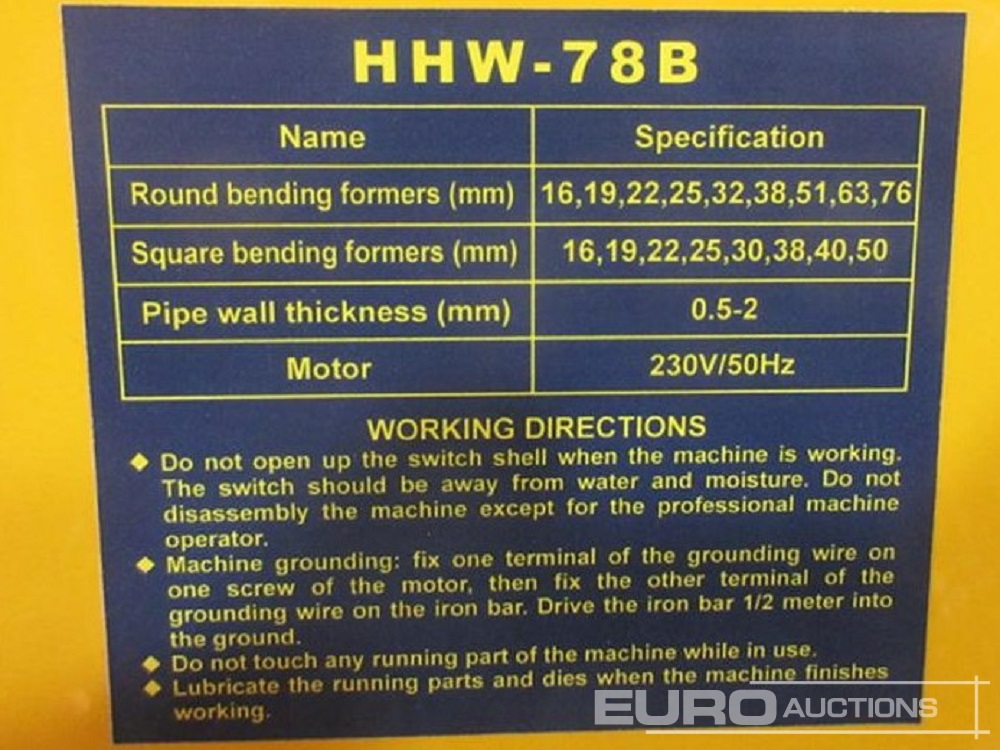 HHW-78B
Name Specification
Round bending formers (mm) 16,19,22,25,32,38,51,63,76
Square bending formers (mm) 16,19,22,25,30,38,40,50
Pipe wall thickness (mm) 0.5-2
Motor 230V/50Hz
WORKING DIRECTIONS
◆ Do not open up the switch shell when the machine is working.
The switch should be away from water and moisture. Do not
disassembly the machine except for the professional machine
operator.
◆ Machine grounding: fix one terminal of the grounding wire on
one screw of the motor, then fix the other terminal of the
grounding wire on the iron bar. Drive the iron bar 1/2 meter into
the ground.
◆ Do not touch any running part of the machine while in use.
◆ Lubricate the running parts and dies when the machine finishes
working.
EURO AUCTIONS